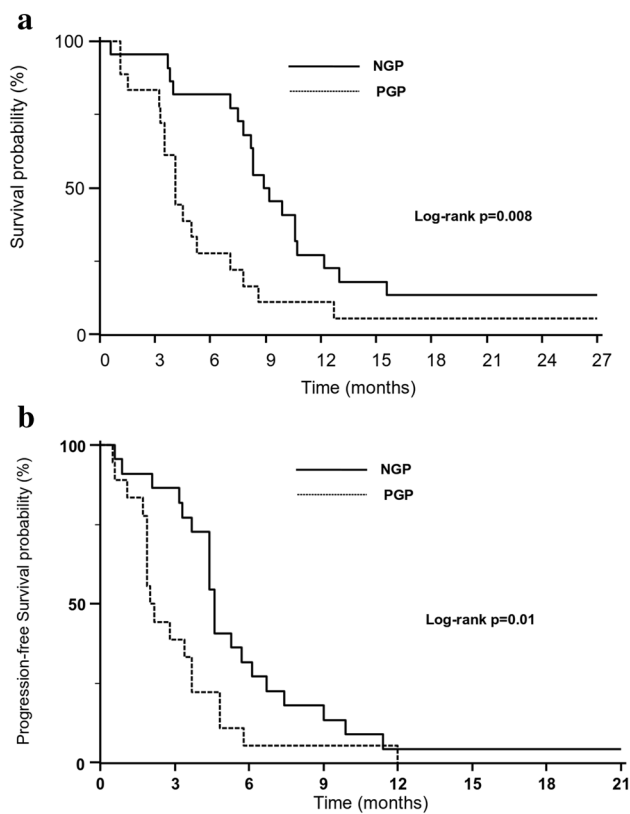 a
Survival probability (%)
100
50
0
NGP
PGP
Log-rank p=0.008
0 3 6 9 12 15 18 21 24 27
Time (months)
b
Progression-free Survival probability (%)
100
50
0
NGP
PGP
Log-rank p=0.01
0 3 6 9 12 15 18 21
Time (months)